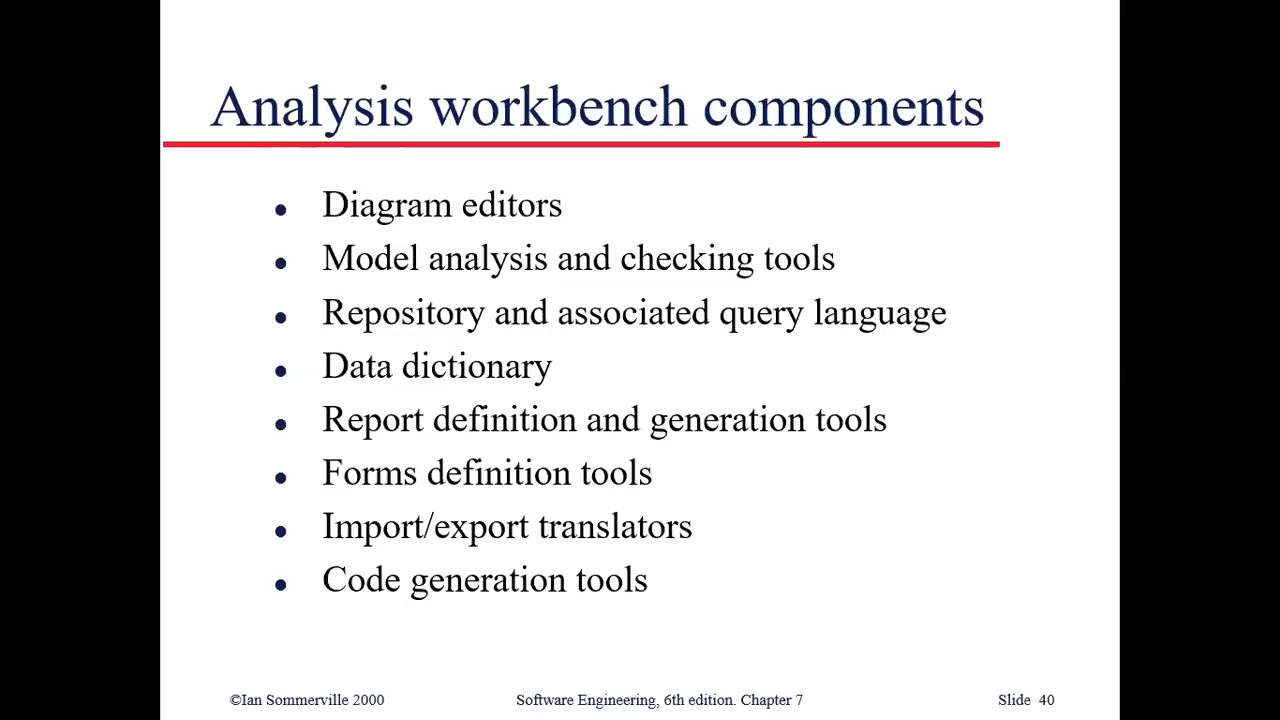 Analysis workbench components
• Diagram editors
• Model analysis and checking tools
• Repository and associated query language
• Data dictionary
• Report definition and generation tools
• Forms definition tools
• Import/export translators
• Code generation tools
©Ian Sommerville 2000 Software Engineering, 6th edition. Chapter 7 Slide 40